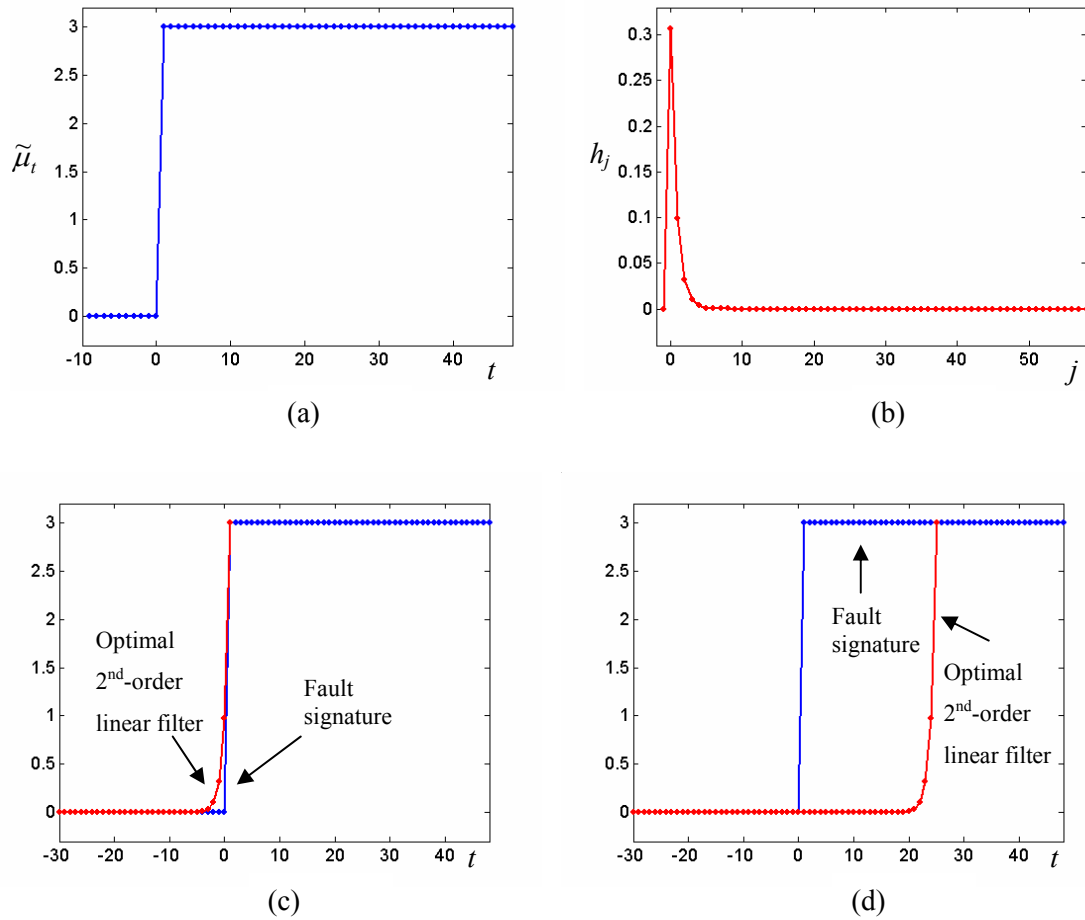 3
2.5
2
μ̃ₜ
1.5
1
0.5
0
-10 0 10 20 30 40 t
(a)
0.3
0.25
hⱼ
0.2
0.15
0.1
0.05
0
0 10 20 30 40 50 j
(b)
3
2.5
2
1.5
1
0.5
0
Optimal
2nd-order
linear filter
Fault
signature
-30 -20 -10 0 10 20 30 40 t
(c)
3
2.5
2
1.5
1
0.5
0
Fault
signature
Optimal
2nd-order
linear filter
-30 -20 -10 0 10 20 30 40 t
(d)